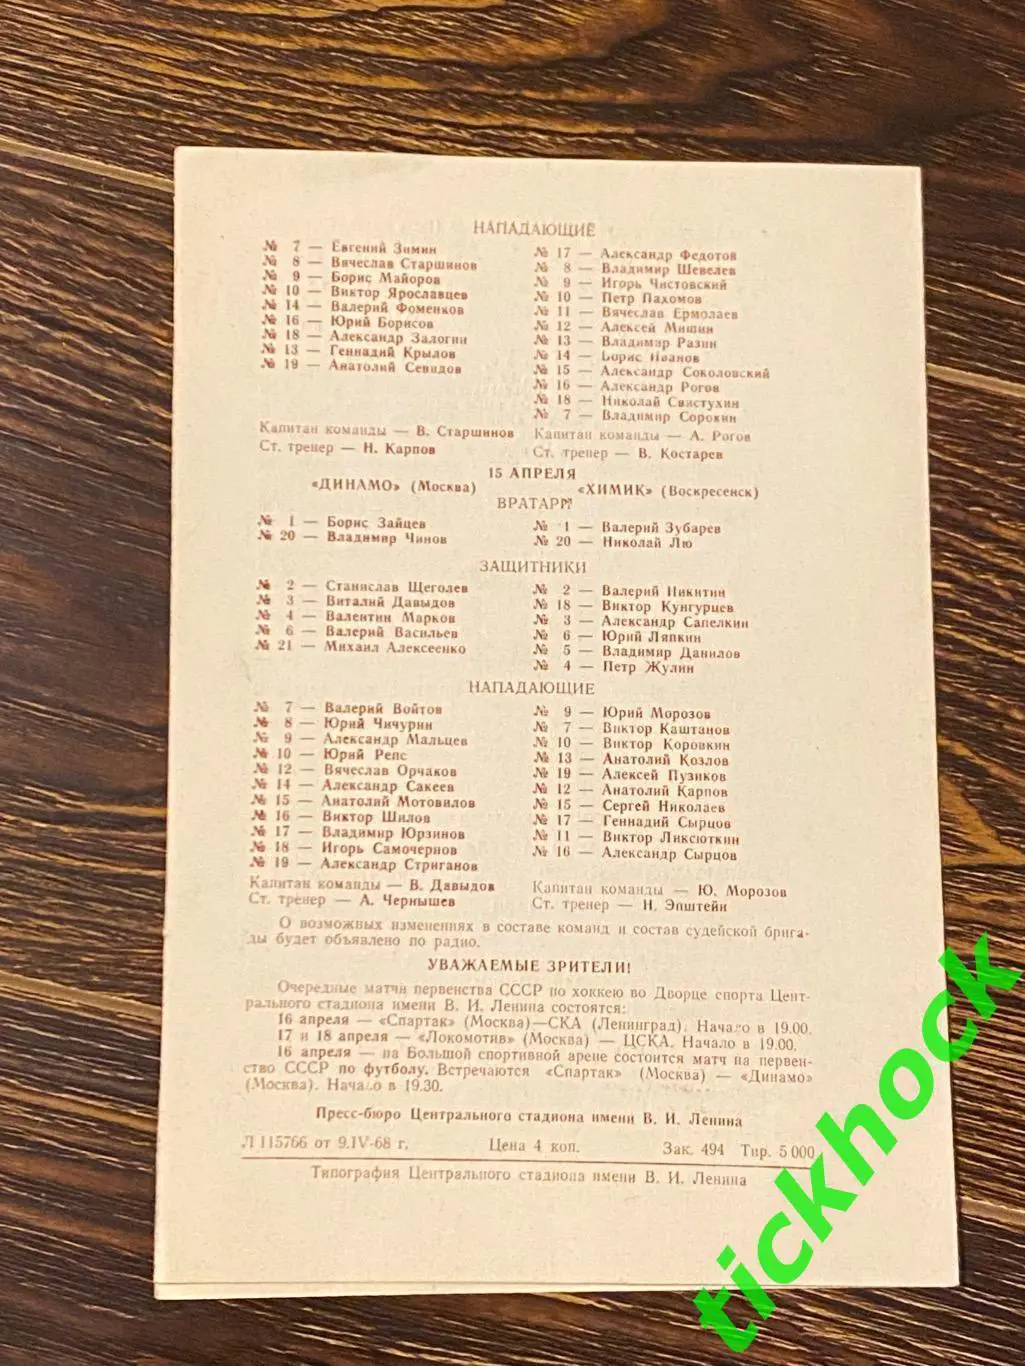 НАПАДАЮЩИЕ
№ 7 — Евгений Зимин
№ 8 — Вячеслав Старшинов
№ 9 — Борис Майоров
№ 10 — Виктор Ярославцев
№ 14 — Валерий Фоменков
№ 16 — Юрий Борисов
№ 18 — Александр Залогин
№ 13 — Геннадий Крылов
№ 19 — Анатолий Севидов
№ 17 — Александр Федотов
№ 8 — Владимир Шевелев
№ 9 — Игорь Чистовский
№ 10 — Петр Пахомов
№ 11 — Вячеслав Ермолаев
№ 12 — Алексей Мишин
№ 13 — Владимир Разин
№ 14 — Борис Иванов
№ 15 — Александр Соколовский
№ 16 — Александр Рогов
№ 18 — Николай Свистухин
№ 7 — Владимир Сорокин
Капитан команды — В. Старшинов
Ст. тренер — Н. Карпов
Капитан команды — А. Рогов
Ст. тренер — В. Костарев
15 АПРЕЛЯ
«ДИНАМО» (Москва) «ХИМИК» (Воскресенск)
ВРАТАРИ
№ 1 — Борис Зайцев
№ 20 — Владимир Чинов
№ 1 — Валерий Зубарев
№ 20 — Николай Лю
ЗАЩИТНИКИ
№ 2 — Станислав Щеголев
№ 3 — Виталий Давыдов
№ 4 — Валентин Марков
№ 6 — Валерий Васильев
№ 21 — Михаил Алексеенко
№ 2 — Валерий Никитин
№ 18 — Виктор Кунгурцев
№ 3 — Александр Сапелкин
№ 6 — Юрий Ляпкин
№ 5 — Владимир Данилов
№ 4 — Петр Жулин
НАПАДАЮЩИЕ
№ 7 — Валерий Войтов
№ 8 — Юрий Чичурин
№ 9 — Александр Мальцев
№ 10 — Юрий Репс
№ 12 — Вячеслав Орчаков
№ 14 — Александр Сакеев
№ 15 — Анатолий Мотовилов
№ 16 — Виктор Шилов
№ 17 — Владимир Юрзинов
№ 18 — Игорь Самочернов
№ 19 — Александр Стриганов
№ 9 — Юрий Морозов
№ 7 — Виктор Каштанов
№ 10 — Виктор Коровкин
№ 13 — Анатолий Козлов
№ 19 — Алексей Пузиков
№ 12 — Анатолий Карпов
№ 15 — Сергей Николаев
№ 17 — Геннадий Сырцов
№ 11 — Виктор Ликсюткин
№ 16 — Александр Сырцов
Капитан команды — В. Давыдов
Ст. тренер — А. Чернышев
Капитан команды — Ю. Морозов
Ст. тренер — Н. Эпштейн
О возможных изменениях в составе команд и состав судейской брига-
ды будет объявлено по радио.
УВАЖАЕМЫЕ ЗРИТЕЛИ!
Очередные матчи первенства СССР по хоккею во Дворце спорта Цент-
рального стадиона имени В. И. Ленина состоятся:
16 апреля — «Спартак» (Москва)—СКА (Ленинград). Начало в 19.00.
17 и 18 апреля — «Локомотив» (Москва) — ЦСКА. Начало в 19.00.
16 апреля — на Большой спортивной арене состоится матч на первен-
ство СССР по футболу. Встречаются «Спартак» (Москва) — «Динамо»
(Москва). Начало в 19.30.
Пресс-бюро Центрального стадиона имени В. И. Ленина
Л 115766 от 9.IV-68 г. Цена 4 коп. Зак. 494 Тир. 5 000
Типография Центрального стадиона имени В. И. Ленина
tickhock